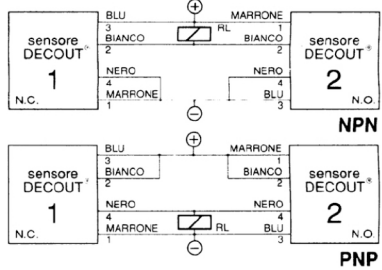 +
BLU MARRONE
3 RL 1
sensore BIANCO BIANCO sensore
DECOUT® 2 2 DECOUT®
1 NERO NERO 2
4 4
MARRONE BLU
N.C. 1 3 N.O.
−
NPN
+
BLU MARRONE
3 1
sensore BIANCO BIANCO sensore
DECOUT® 2 2 DECOUT®
1 NERO NERO 2
4 4
MARRONE RL BLU
N.C. 1 3 N.O.
−
PNP